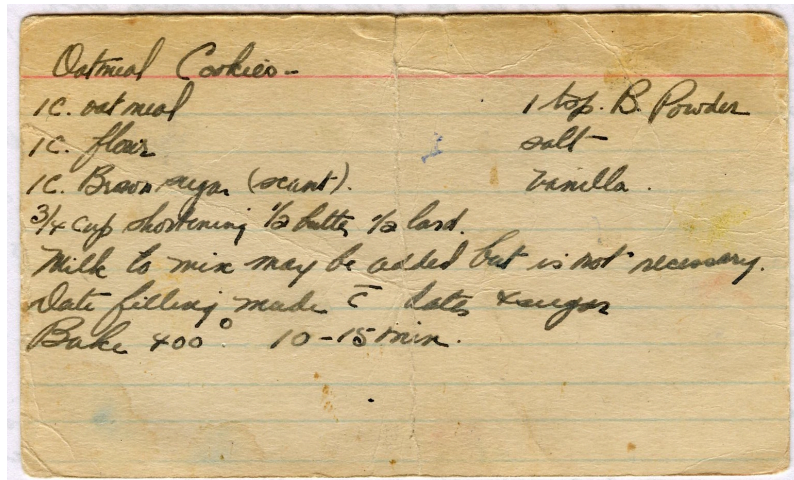 Oatmeal Cookies -
1 C. oatmeal 1 tsp. B. Powder
1 C. flour salt
1 C. Brown sugar (scant). Vanilla.
3/4 cup shortening 1/2 butter 1/2 lard.
Milk to mix may be added but is not necessary.
Date filling made c̄ dates & sugar
Bake 400° 10-15 min.